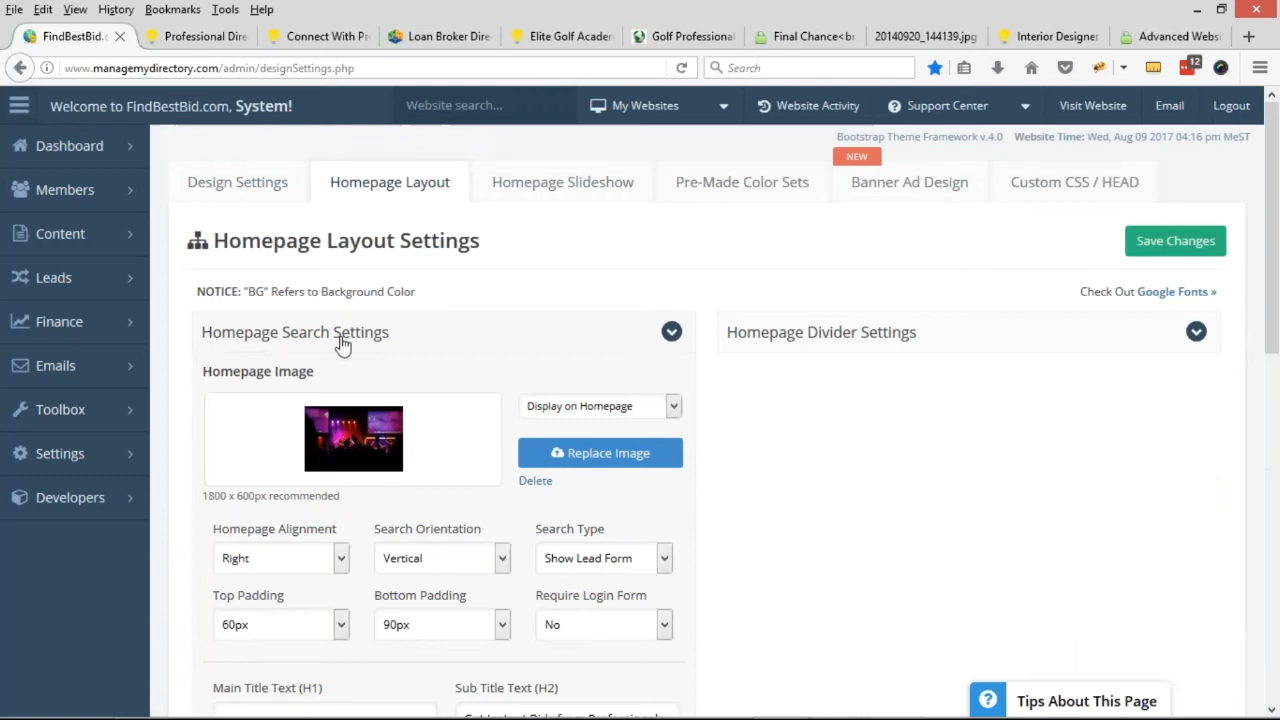 File Edit View History Bookmarks Tools Help
FindBestBid.c Professional Dire Connect With Pr Loan Broker Dire Elite Golf Acaden Golf Professional Final Chance<br 20140920_144139.jpg Interior Designer Advanced Websi
www.managemydirectory.com/admin/designSettings.php Search 12
Welcome to FindBestBid.com, System! Website search... My Websites Website Activity Support Center Visit Website Email Logout
Bootstrap Theme Framework v.4.0 Website Time: Wed, Aug 09 2017 04:16 pm MeST
Dashboard
Members
Content
Leads
Finance
Emails
Toolbox
Settings
Developers
NEW
Design Settings Homepage Layout Homepage Slideshow Pre-Made Color Sets Banner Ad Design Custom CSS / HEAD
Homepage Layout Settings Save Changes
NOTICE: "BG" Refers to Background Color Check Out Google Fonts »
Homepage Search Settings Homepage Divider Settings
Homepage Image
Display on Homepage
Replace Image
Delete
1800 x 600px recommended
Homepage Alignment Search Orientation Search Type
Right Vertical Show Lead Form
Top Padding Bottom Padding Require Login Form
60px 90px No
Main Title Text (H1) Sub Title Text (H2)
Get Instant Bids from Professionals
? Tips About This Page